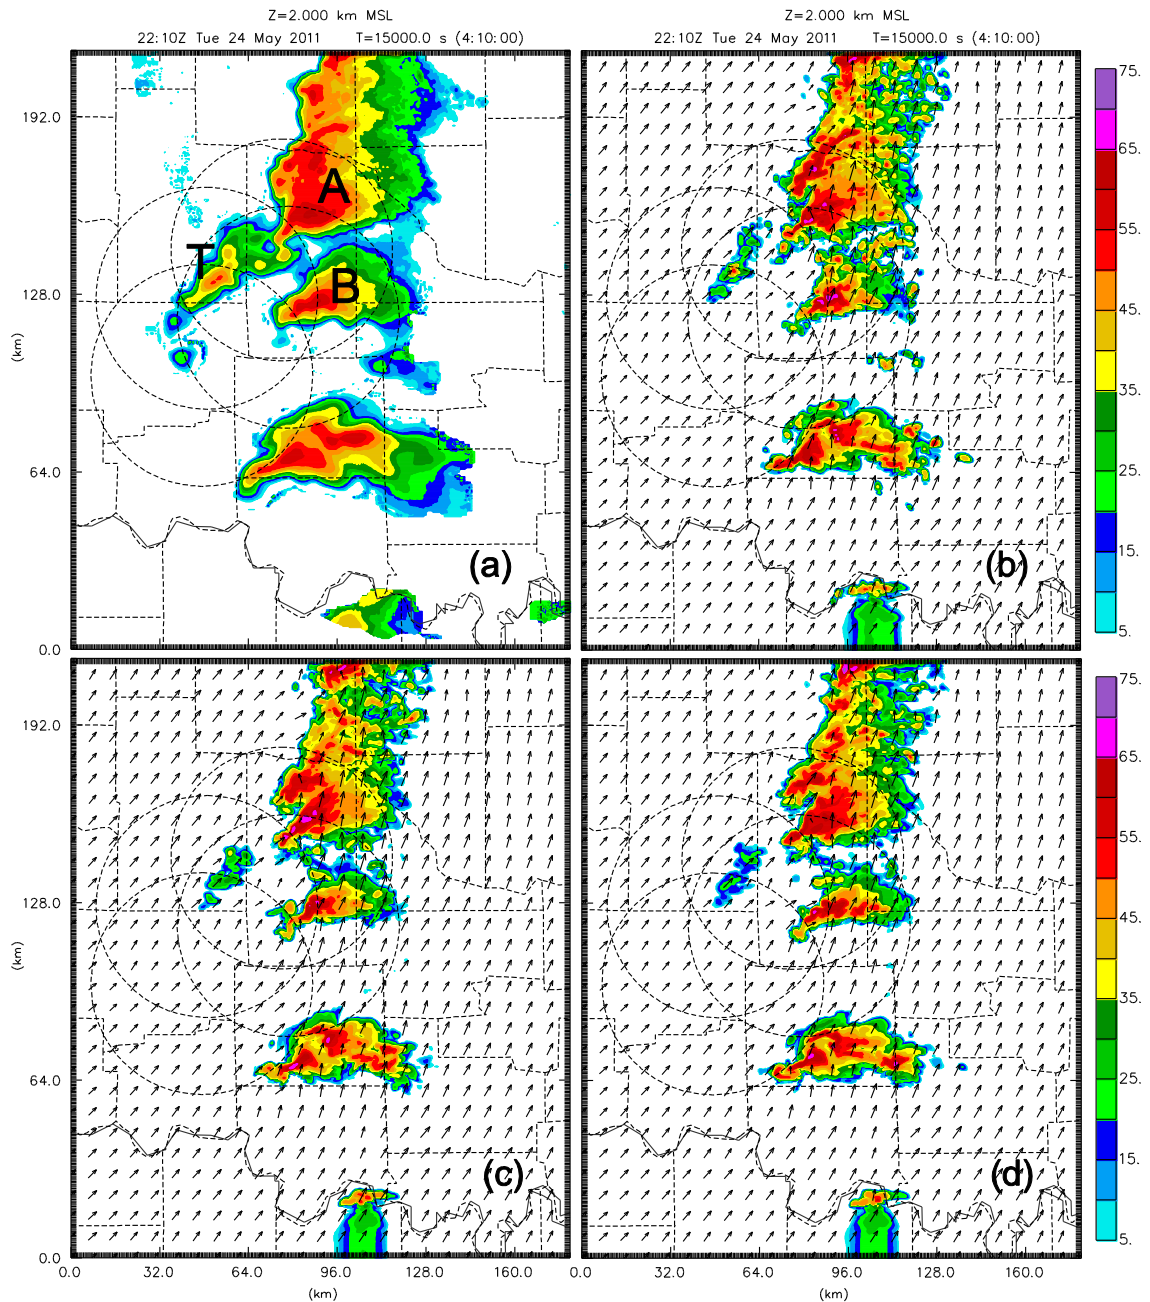 Z=2.000 km MSL
Z=2.000 km MSL
22:10Z Tue 24 May 2011 T=15000.0 s (4:10:00)
22:10Z Tue 24 May 2011 T=15000.0 s (4:10:00)
75.
65.
55.
45.
35.
25.
15.
5.
192.0
128.0
(km)
64.0
0.0
A
T
B
(a)
(b)
75.
65.
55.
45.
35.
25.
15.
5.
192.0
128.0
(km)
64.0
0.0
(c)
(d)
0.0 32.0 64.0 96.0 128.0 160.0
0.0 32.0 64.0 96.0 128.0 160.0
(km)
(km)